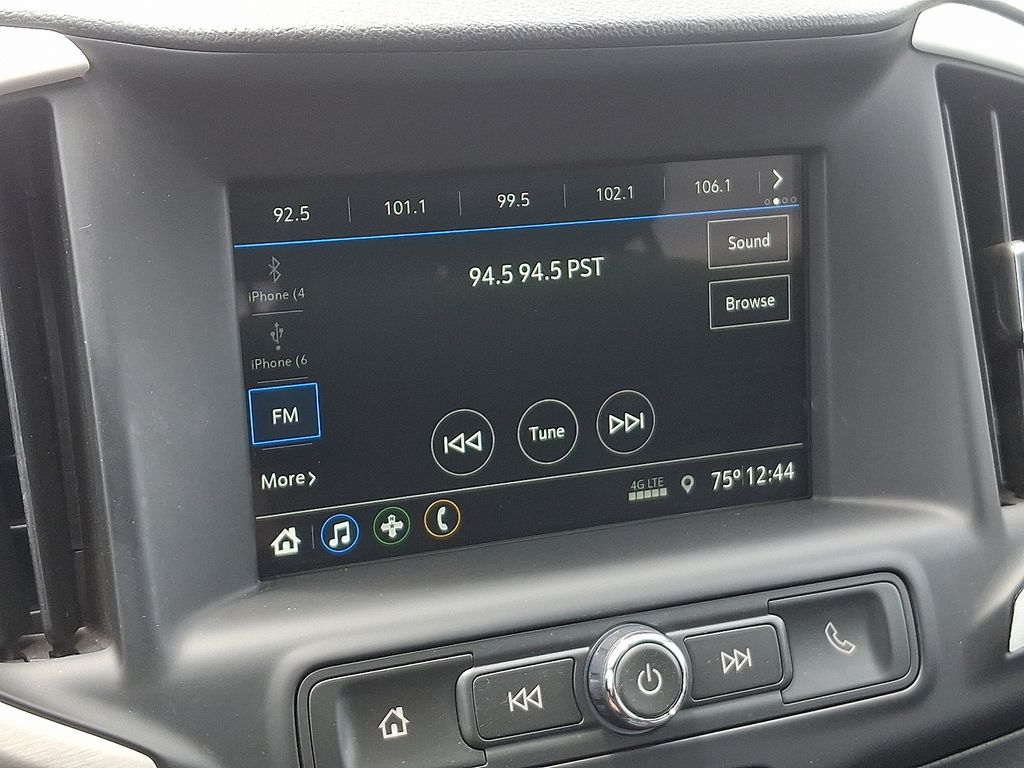 92.5
101.1
99.5
102.1
106.1
iPhone (4
94.5 94.5 PST
Sound
Browse
iPhone (6
FM
Tune
More
4G LTE
75° 12:44